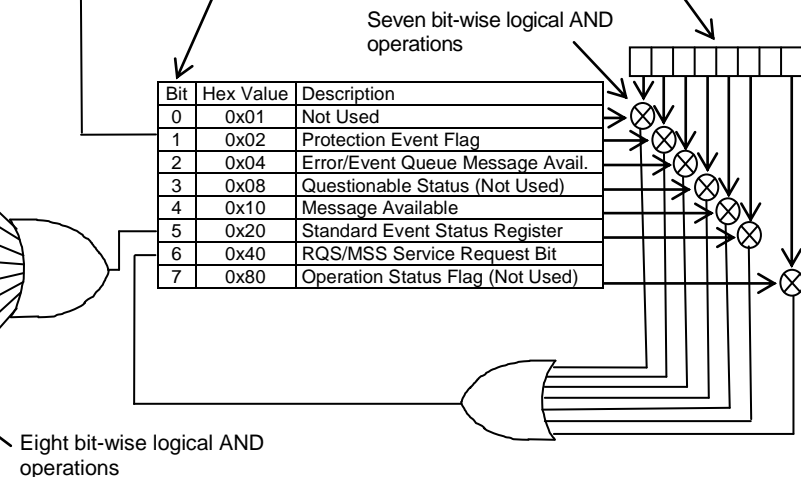 Seven bit-wise logical AND
operations
Bit Hex Value Description
0 0x01 Not Used
1 0x02 Protection Event Flag
2 0x04 Error/Event Queue Message Avail.
3 0x08 Questionable Status (Not Used)
4 0x10 Message Available
5 0x20 Standard Event Status Register
6 0x40 RQS/MSS Service Request Bit
7 0x80 Operation Status Flag (Not Used)
Eight bit-wise logical AND
operations